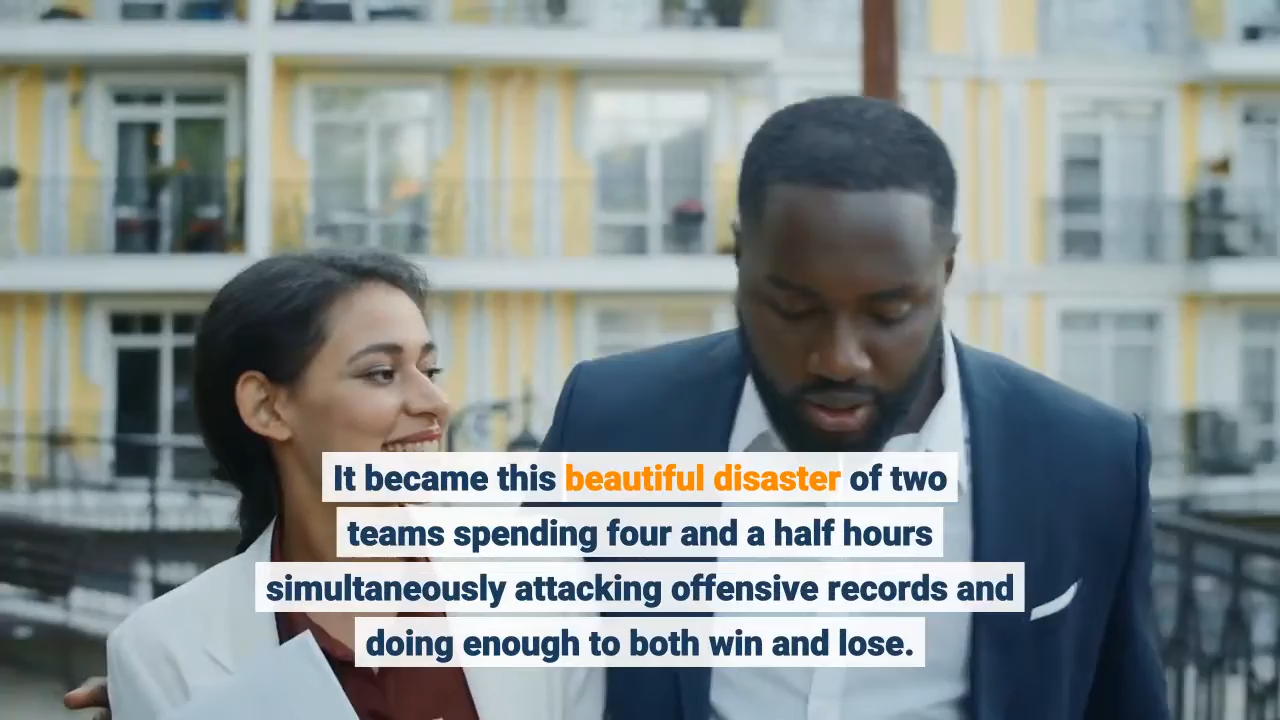 It became this beautiful disaster of two
teams spending four and a half hours
simultaneously attacking offensive records and
doing enough to both win and lose.